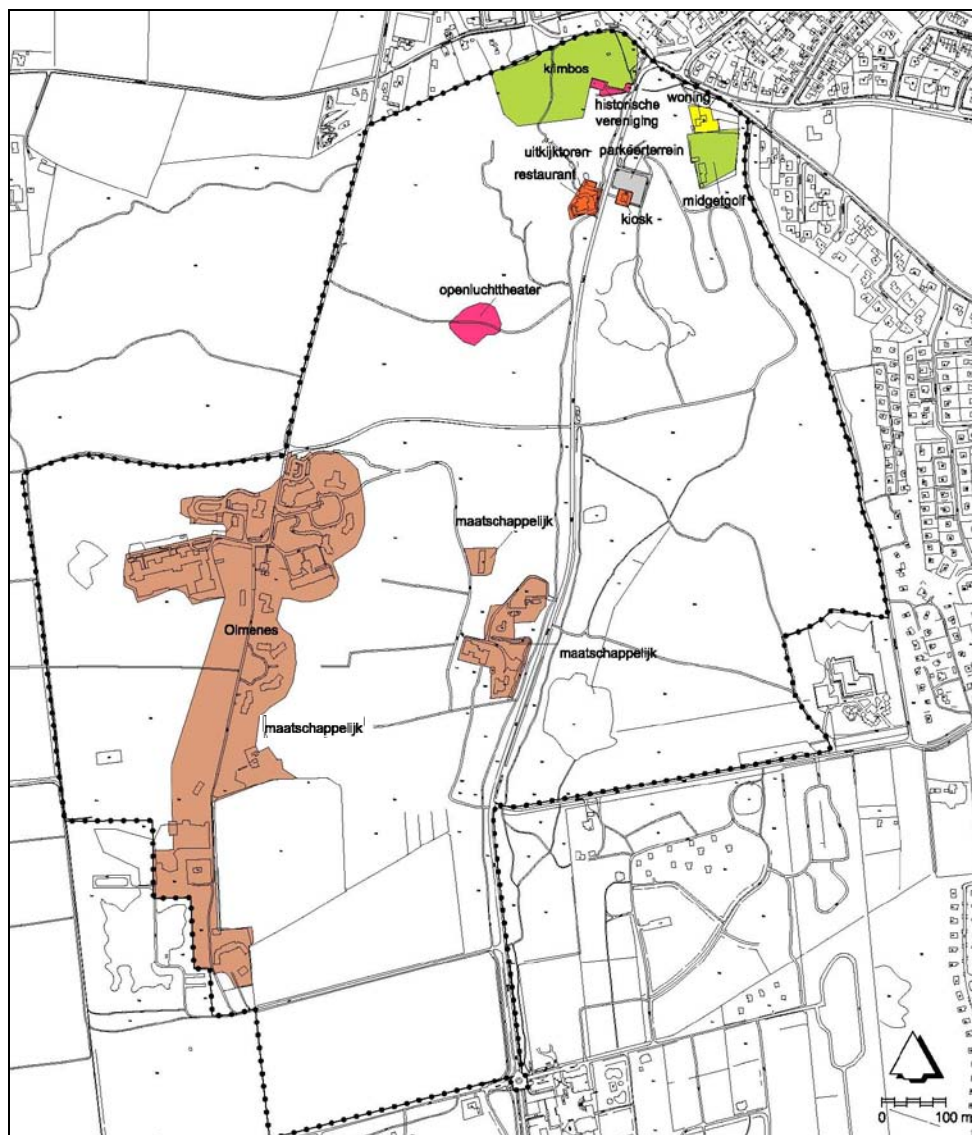 klimbos
historische
vereniging
woning
uitkijktoren
parkeerterrein
restaurant
midgetgolf
kiosk
openluchttheater
maatschappelijk
Olmenes
maatschappelijk
maatschappelijk
0 100 m